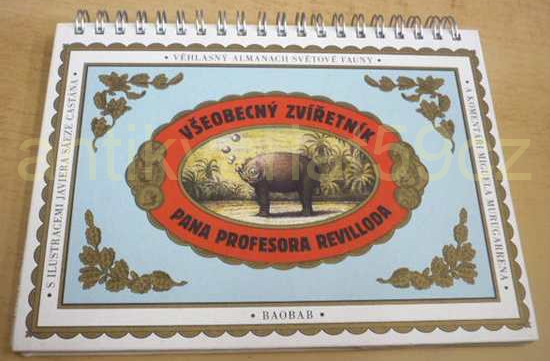 • VĚHLASNÝ ALMANACH SVĚTOVÉ FAUNY •
• S ILUSTRACEMI JAVIERA SÁEZE CASTÁNA •
• A KOMENTÁŘI MIGUELA MURUGARRENA •
VŠEOBECNÝ ZVÍŘETNÍK
PANA PROFESORA REVILLODA
• BAOBAB •